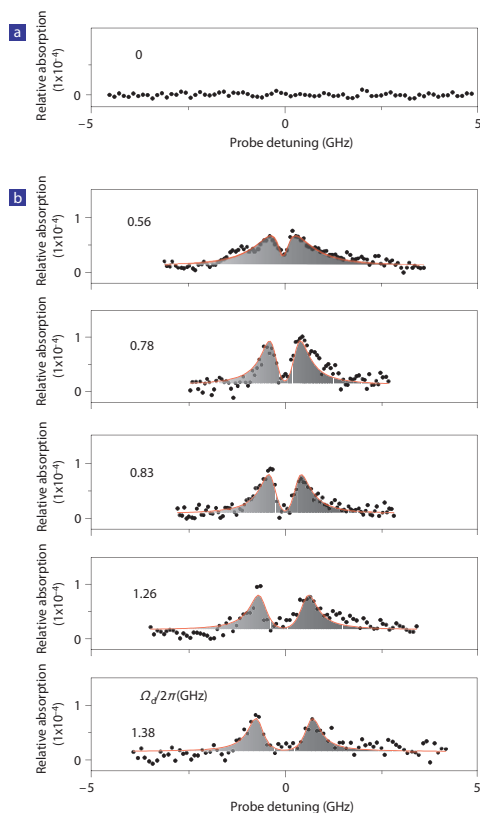 a
Relative absorption
(1x10⁻⁴)
0
0
−5
0
5
Probe detuning (GHz)
b
Relative absorption
(1x10⁻⁴)
1
0
0.56
Relative absorption
(1x10⁻⁴)
1
0
0.78
Relative absorption
(1x10⁻⁴)
1
0
0.83
Relative absorption
(1x10⁻⁴)
1
0
1.26
Relative absorption
(1x10⁻⁴)
1
0
Ω_d/2π(GHz)
1.38
−5
0
5
Probe detuning (GHz)